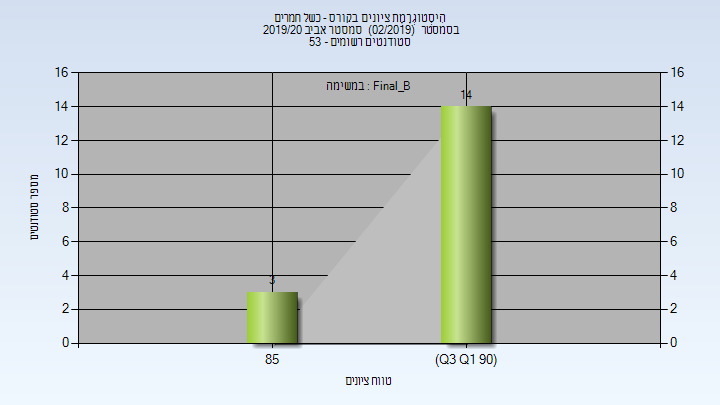 היסטוגרמת ציונים בקורס - כשל חמרים
בסמסטר (02/2019) סמסטר אביב 2019/20
סטודנטים רשומים - 53
במשימה : Final_B
16 16
14 14
14
12 12
10 10
8 8
6 6
4 4
3
2 2
0 0
85 (Q3 Q1 90)
מספר סטודנטים
טווח ציונים